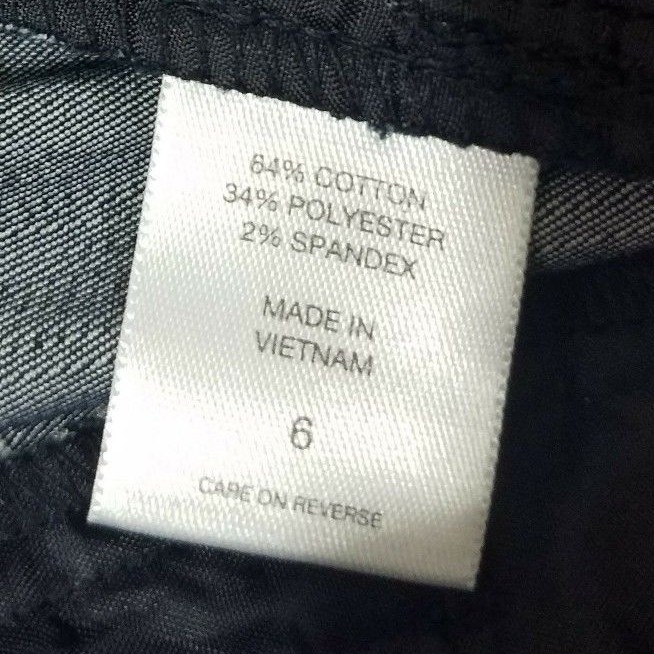 64% COTTON
34% POLYESTER
2% SPANDEX
MADE IN
VIETNAM
6
CARE ON REVERSE